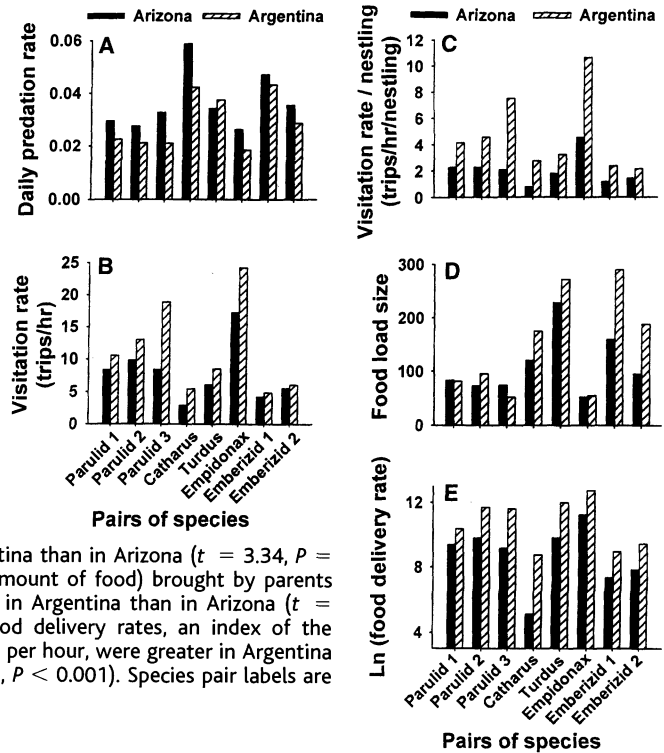 Arizona Argentina
A
Daily predation rate
0.06
0.04
0.02
0.00
B
Visitation rate
(trips/hr)
25
20
15
10
5
0
Parulid 1
Parulid 2
Parulid 3
Catharus
Turdus
Empidonax
Emberizid 1
Emberizid 2
Pairs of species
tina than in Arizona (t = 3.34, P =
mount of food) brought by parents
in Argentina than in Arizona (t =
od delivery rates, an index of the
per hour, were greater in Argentina
, P < 0.001). Species pair labels are
Arizona Argentina
C
Visitation rate / nestling
(trips/hr/nestling)
12
10
8
6
4
2
0
D
Food load size
300
200
100
0
E
Ln (food delivery rate)
12
8
4
Parulid 1
Parulid 2
Parulid 3
Catharus
Turdus
Empidonax
Emberizid 1
Emberizid 2
Pairs of species